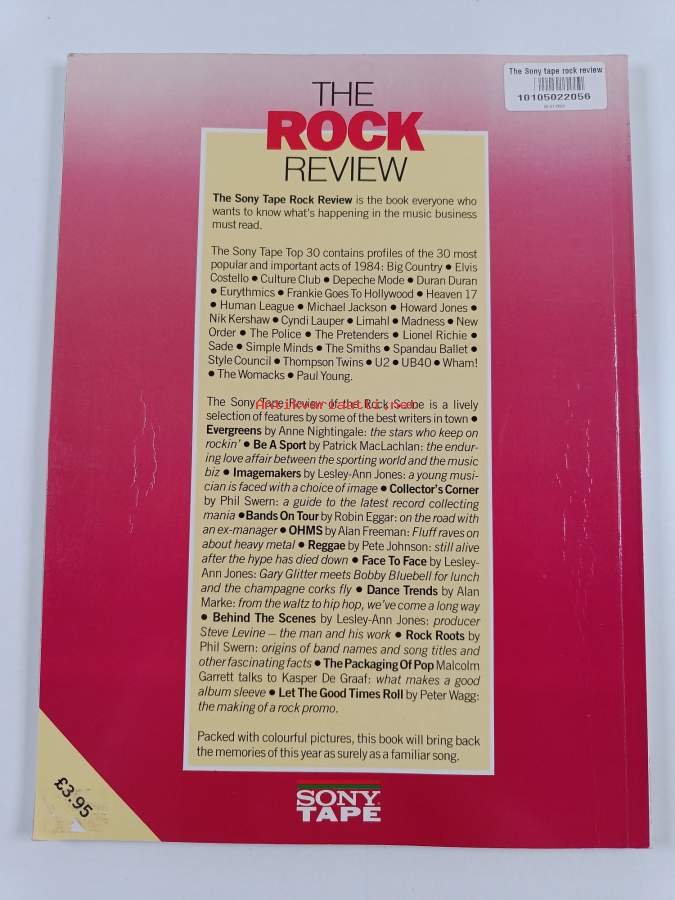 The Sony tape rock review
10105022056
THE
ROCK
REVIEW
The Sony Tape Rock Review is the book everyone who
wants to know what's happening in the music business
must read.
The Sony Tape Top 30 contains profiles of the 30 most
popular and important acts of 1984: Big Country ● Elvis
Costello ● Culture Club ● Depeche Mode ● Duran Duran
● Eurythmics ● Frankie Goes To Hollywood ● Heaven 17
● Human League ● Michael Jackson ● Howard Jones ●
Nik Kershaw ● Cyndi Lauper ● Limahl ● Madness ● New
Order ● The Police ● The Pretenders ● Lionel Richie ●
Sade ● Simple Minds ● The Smiths ● Spandau Ballet ●
Style Council ● Thompson Twins ● U2 ● UB40 ● Wham!
● The Womacks ● Paul Young.
The Sony Tape Review of the Rock Scene is a lively
Antikvariaatti.net
selection of features by some of the best writers in town ●
Evergreens by Anne Nightingale: the stars who keep on
rockin' ● Be A Sport by Patrick MacLachlan: the endur-
ing love affair between the sporting world and the music
biz ● Imagemakers by Lesley-Ann Jones: a young musi-
cian is faced with a choice of image ● Collector's Corner
by Phil Swern: a guide to the latest record collecting
mania ● Bands On Tour by Robin Eggar: on the road with
an ex-manager ● OHMS by Alan Freeman: Fluff raves on
about heavy metal ● Reggae by Pete Johnson: still alive
after the hype has died down ● Face To Face by Lesley-
Ann Jones: Gary Glitter meets Bobby Bluebell for lunch
and the champagne corks fly ● Dance Trends by Alan
Marke: from the waltz to hip hop, we've come a long way
● Behind The Scenes by Lesley-Ann Jones: producer
Steve Levine – the man and his work ● Rock Roots by
Phil Swern: origins of band names and song titles and
other fascinating facts ● The Packaging Of Pop Malcolm
Garrett talks to Kasper De Graaf: what makes a good
album sleeve ● Let The Good Times Roll by Peter Wagg:
the making of a rock promo.
Packed with colourful pictures, this book will bring back
the memories of this year as surely as a familiar song.
£3.95
SONY
TAPE